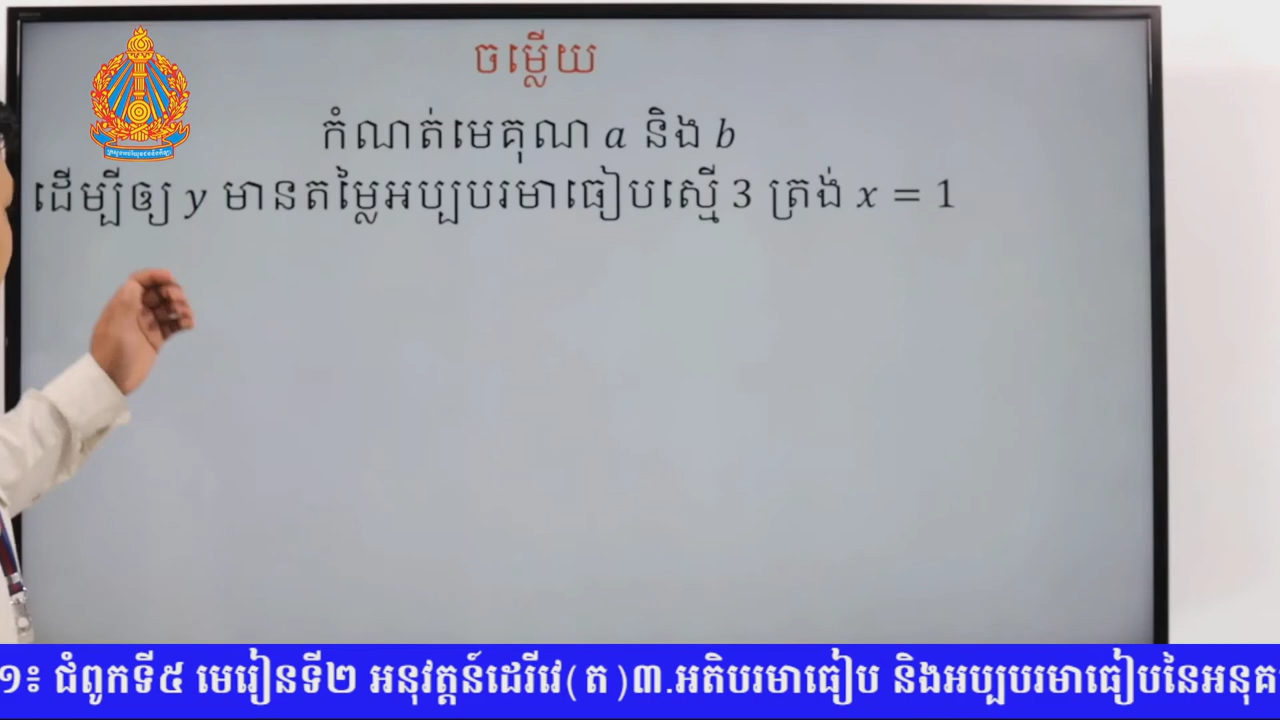 ចម្លើយ
កំណត់មេគុណ a និង b
ដើម្បីឲ្យ y មានតម្លៃអប្បបរមាធៀបស្មើ 3 ត្រង់ x = 1
១៖ ជំពូកទី៥ មេរៀនទី២ អនុវត្តន៍ដេរីវេ( ត )៣.អតិបរមាធៀប និងអប្បបរមាធៀបនៃអនុគ